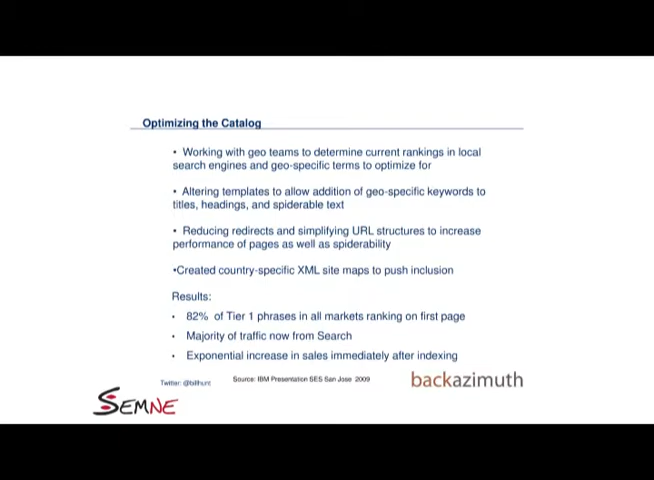 Optimizing the Catalog
• Working with geo teams to determine current rankings in local
search engines and geo-specific terms to optimize for
• Altering templates to allow addition of geo-specific keywords to
titles, headings, and spiderable text
• Reducing redirects and simplifying URL structures to increase
performance of pages as well as spiderability
•Created country-specific XML site maps to push inclusion
Results:
• 82% of Tier 1 phrases in all markets ranking on first page
• Majority of traffic now from Search
• Exponential increase in sales immediately after indexing
Twitter: @billhunt
Source: IBM Presentation SES San Jose 2009
backazimuth
SEMNE